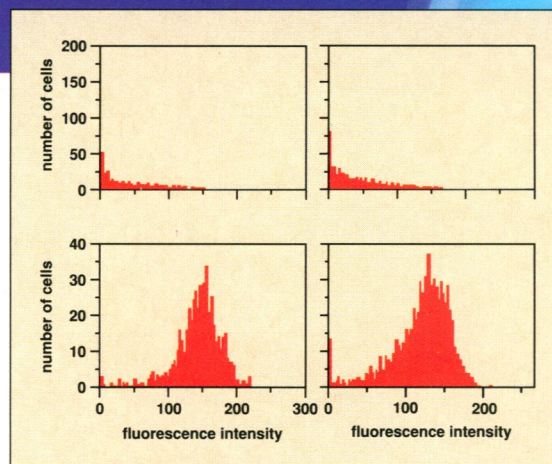 200
150
100
50
0
number of cells
40
30
20
10
0
number of cells
0 100 200 300
0 100 200
fluorescence intensity
fluorescence intensity